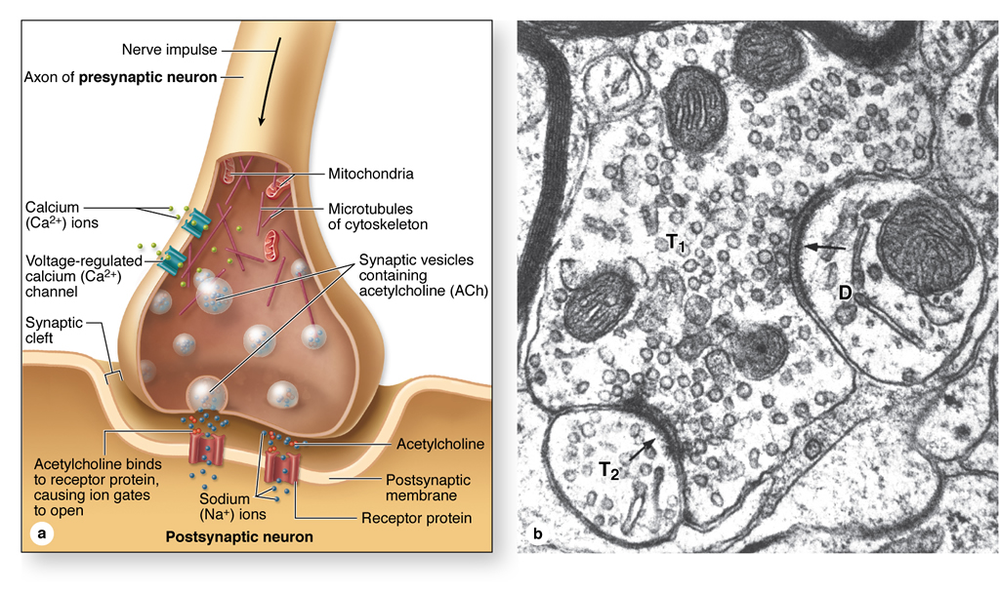 Nerve impulse
Axon of presynaptic neuron
Mitochondria
Calcium
(Ca²⁺) ions
Microtubules
of cytoskeleton
Voltage-regulated
calcium (Ca²⁺)
channel
Synaptic vesicles
containing
acetylcholine (ACh)
Synaptic
cleft
Acetylcholine binds
to receptor protein,
causing ion gates
to open
Sodium
(Na⁺) ions
Acetylcholine
Postsynaptic
membrane
Receptor protein
Postsynaptic neuron
a
T₁
D
T₂
b